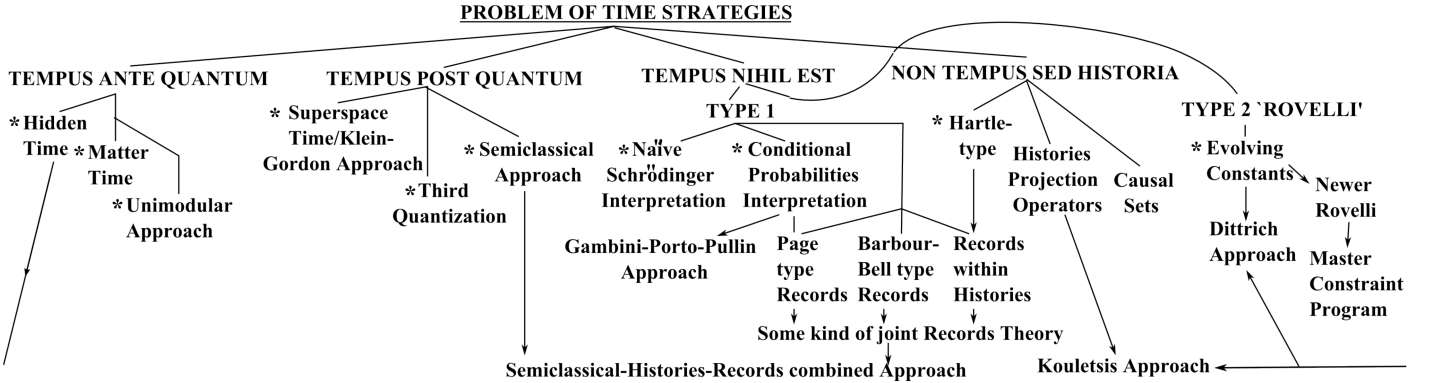 PROBLEM OF TIME STRATEGIES
TEMPUS ANTE QUANTUM
* Hidden
Time
* Matter
Time
* Unimodular
Approach
TEMPUS POST QUANTUM
* Superspace
Time/Klein-
Gordon Approach
* Third
Quantization
* Semiclassical
Approach
TEMPUS NIHIL EST
TYPE 1
* Naïve
Schrödinger
Interpretation
* Conditional
Probabilities
Interpretation
Gambini-Porto-Pullin
Approach
Page
type
Records
Barbour-
Bell type
Records
Records
within
Histories
Some kind of joint Records Theory
Semiclassical-Histories-Records combined Approach
NON TEMPUS SED HISTORIA
* Hartle-
type
Histories
Projection
Operators
Causal
Sets
Kouletsis Approach
TYPE 2 `ROVELLI'
* Evolving
Constants
Dittrich
Approach
Newer
Rovelli
Master
Constraint
Program